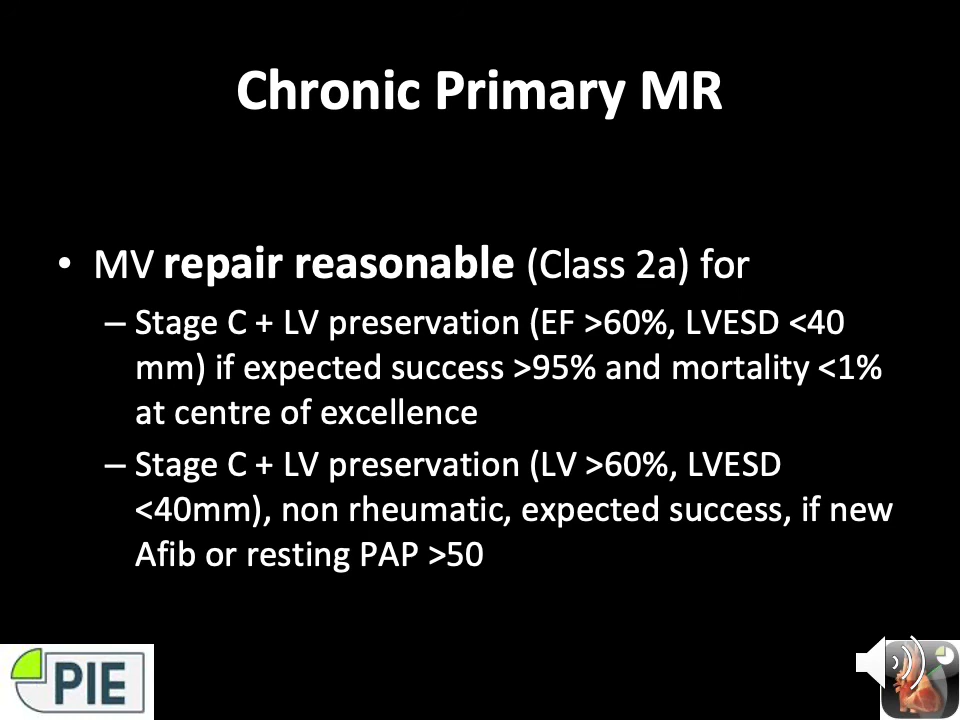 Chronic Primary MR
• MV repair reasonable (Class 2a) for
– Stage C + LV preservation (EF >60%, LVESD <40
mm) if expected success >95% and mortality <1%
at centre of excellence
– Stage C + LV preservation (LV >60%, LVESD
<40mm), non rheumatic, expected success, if new
Afib or resting PAP >50
PIE